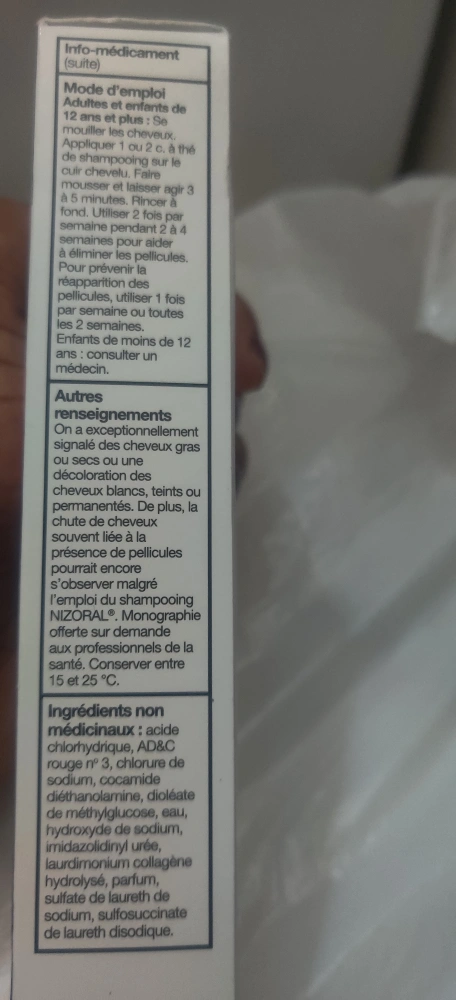 Info-médicament
(suite)
Mode d'emploi
Adultes et enfants de
12 ans et plus : Se
mouiller les cheveux.
Appliquer 1 ou 2 c. à thé
de shampooing sur le
cuir chevelu. Faire
mousser et laisser agir 3
à 5 minutes. Rincer à
fond. Utiliser 2 fois par
semaine pendant 2 à 4
semaines pour aider
à éliminer les pellicules.
Pour prévenir la
réapparition des
pellicules, utiliser 1 fois
par semaine ou toutes
les 2 semaines.
Enfants de moins de 12
ans : consulter un
médecin.
Autres
renseignements
On a exceptionnellement
signalé des cheveux gras
ou secs ou une
décoloration des
cheveux blancs, teints ou
permanentés. De plus, la
chute de cheveux
souvent liée à la
présence de pellicules
pourrait encore
s'observer malgré
l'emploi du shampooing
NIZORAL®. Monographie
offerte sur demande
aux professionnels de la
santé. Conserver entre
15 et 25 °C.
Ingrédients non
médicinaux : acide
chlorhydrique, AD&C
rouge nº 3, chlorure de
sodium, cocamide
diéthanolamine, dioléate
de méthylglucose, eau,
hydroxyde de sodium,
imidazolidinyl urée,
laurdimonium collagène
hydrolysé, parfum,
sulfate de laureth de
sodium, sulfosuccinate
de laureth disodique.